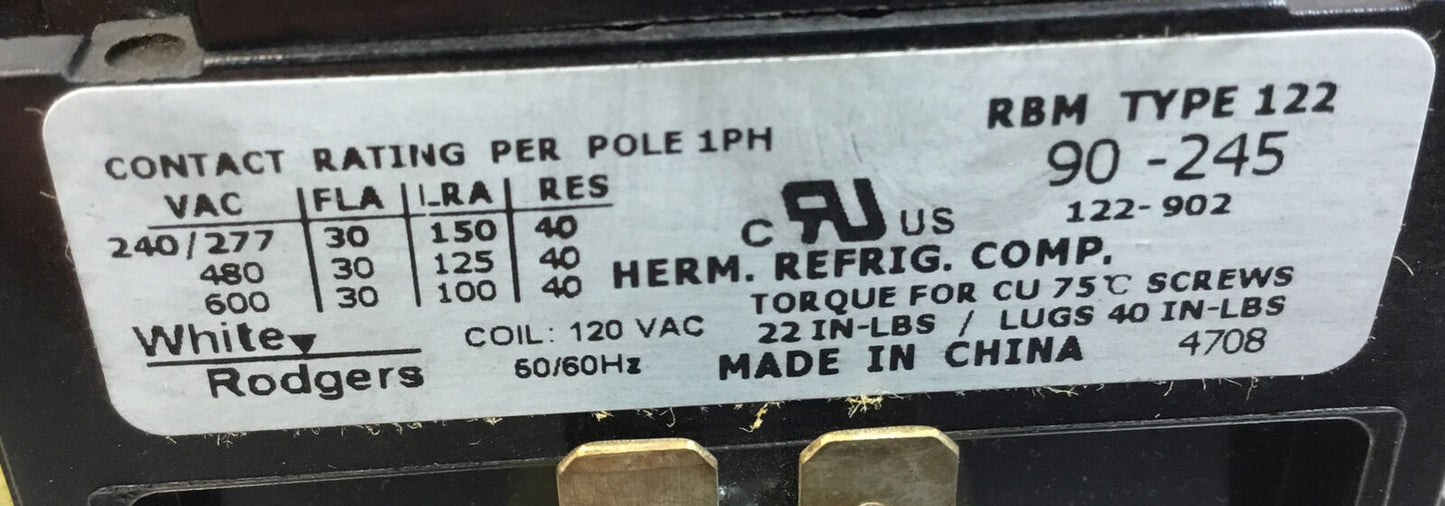 RBM TYPE 122
90-245
122-902
CONTACT RATING PER POLE 1PH
VAC FLA LRA RES
240/277 30 150 40
480 30 125 40
600 30 100 40
C RU US
HERM. REFRIG. COMP.
TORQUE FOR CU 75°C SCREWS
22 IN-LBS / LUGS 40 IN-LBS
MADE IN CHINA 4708
White
Rodgers
COIL: 120 VAC
50/60Hz